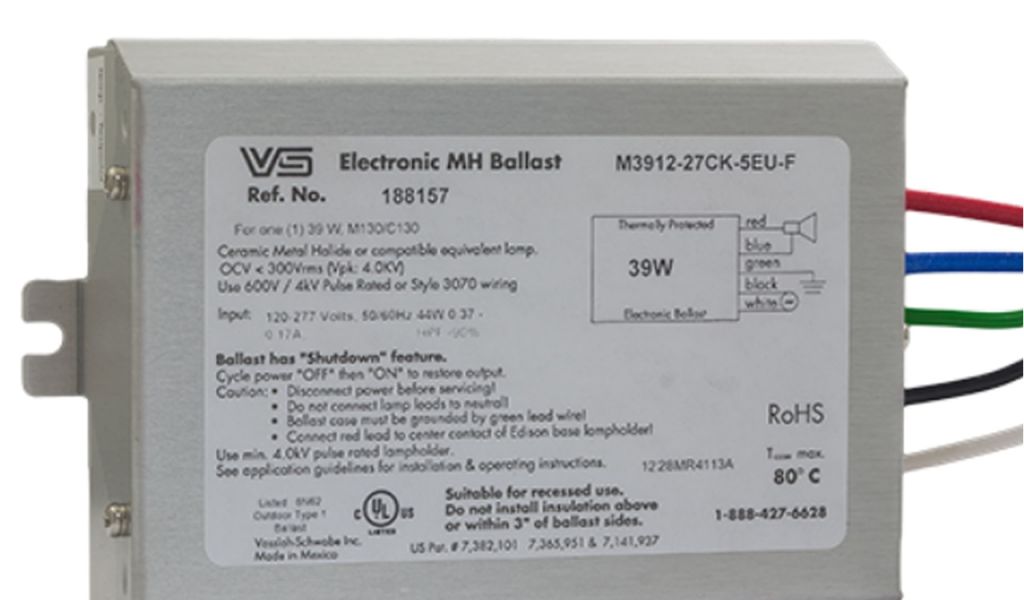 VS Electronic MH Ballast M3912-27CK-5EU-F
Ref. No. 188157
For one (1) 39 W, M130/C130
Ceramic Metal Halide or compatible equivalent lamp.
OCV < 300Vrms (Vpk: 4.0KV)
Use 600V / 4kV Pulse Rated or Style 3070 wiring
Thermally Protected
39W
Electronic Ballast
red
blue
green
black
white
Input: 120-277 Volts, 50/60Hz 44W 0.37 -
0.17A HPF
Ballast has "Shutdown" feature.
Cycle power "OFF" then "ON" to restore output.
Caution: • Disconnect power before servicing!
• Do not connect lamp leads to neutral!
• Ballast case must be grounded by green lead wire!
• Connect red lead to center contact of Edison base lampholder!
Use min. 4.0kV pulse rated lampholder.
See application guidelines for installation & operating instructions. 1228MR4113A
RoHS
Tcase max.
80° C
Listed 6N62
Outdoor Type 1
Ballast
c UL US
LISTED
Suitable for recessed use.
Do not install insulation above
or within 3" of ballast sides.
1-888-427-6628
Vossloh-Schwabe Inc.
Made in Mexico
US Pat. # 7,382,101 7,365,951 & 7,141,937